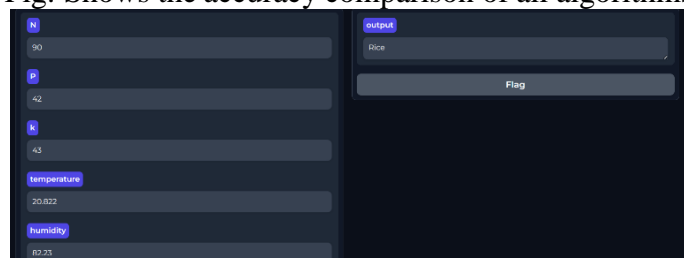 Fig. Shows the accuracy comparison of all algorithms
N
90
P
42
k
43
temperature
20.822
humidity
82.23
output
Rice
Flag